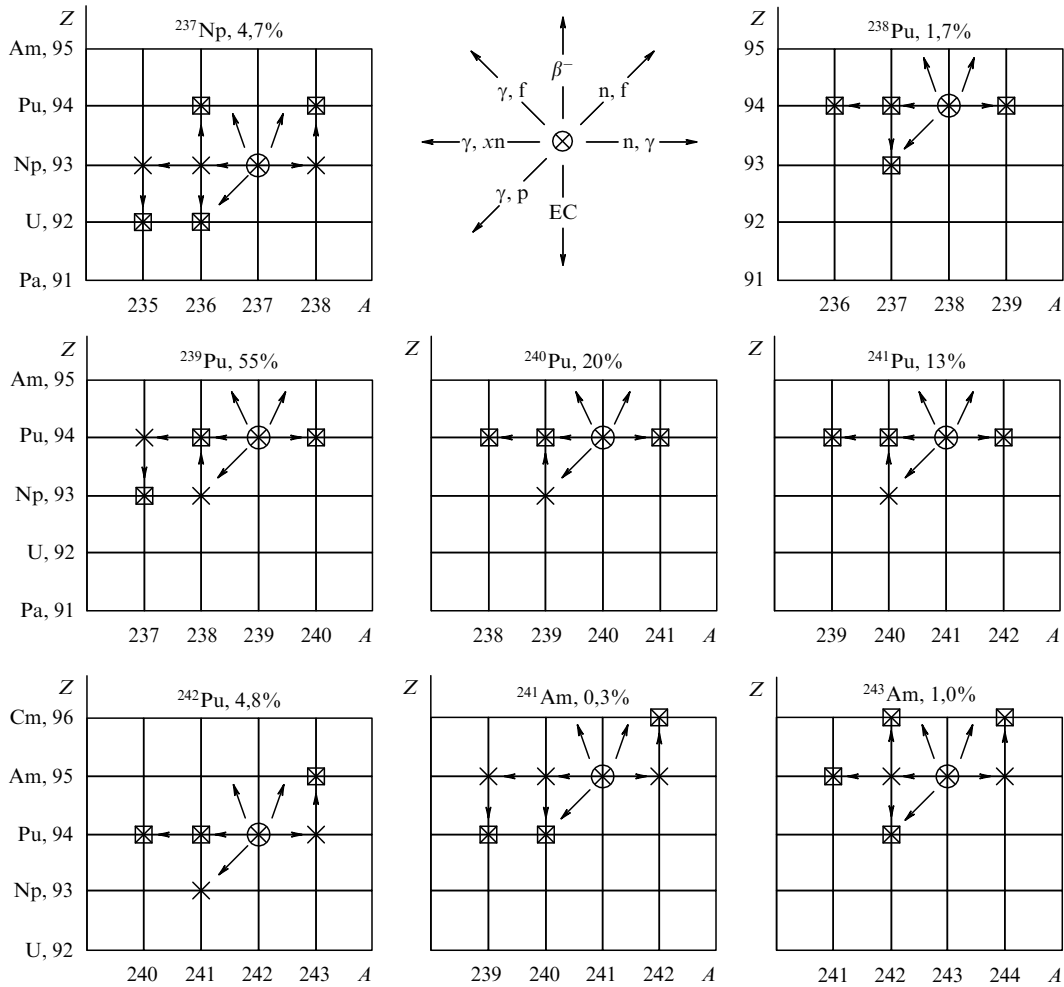 Z
²³⁷Np, 4,7%
Am, 95
Pu, 94
Np, 93
U, 92
Pa, 91
235 236 237 238 A
β⁻
γ, f
n, f
γ, xn
n, γ
γ, p
EC
Z
²³⁸Pu, 1,7%
95
94
93
92
91
236 237 238 239 A
Z
²³⁹Pu, 55%
Am, 95
Pu, 94
Np, 93
U, 92
Pa, 91
237 238 239 240 A
Z
²⁴⁰Pu, 20%
238 239 240 241 A
Z
²⁴¹Pu, 13%
239 240 241 242 A
Z
²⁴²Pu, 4,8%
Cm, 96
Am, 95
Pu, 94
Np, 93
U, 92
240 241 242 243 A
Z
²⁴¹Am, 0,3%
239 240 241 242 A
Z
²⁴³Am, 1,0%
241 242 243 244 A